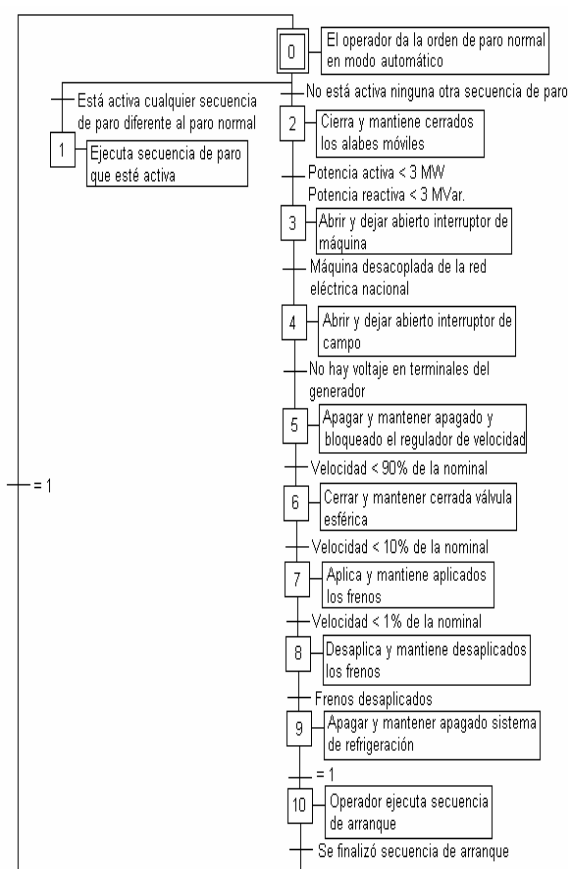 0
El operador da la orden de paro normal
en modo automático
No está activa ninguna otra secuencia de paro
Está activa cualquier secuencia
de paro diferente al paro normal
1
Ejecuta secuencia de paro
que esté activa
2
Cierra y mantiene cerrados
los alabes móviles
Potencia activa < 3 MW
Potencia reactiva < 3 MVar.
3
Abrir y dejar abierto interruptor de
máquina
Máquina desacoplada de la red
eléctrica nacional
4
Abrir y dejar abierto interruptor de
campo
No hay voltaje en terminales del
generador
5
Apagar y mantener apagado y
bloqueado el regulador de velocidad
Velocidad < 90% de la nominal
= 1
6
Cerrar y mantener cerrada válvula
esférica
Velocidad < 10% de la nominal
7
Aplica y mantiene aplicados
los frenos
Velocidad < 1% de la nominal
8
Desaplica y mantiene desaplicados
los frenos
Frenos desaplicados
9
Apagar y mantener apagado sistema
de refrigeración
= 1
10
Operador ejecuta secuencia
de arranque
Se finalizó secuencia de arranque